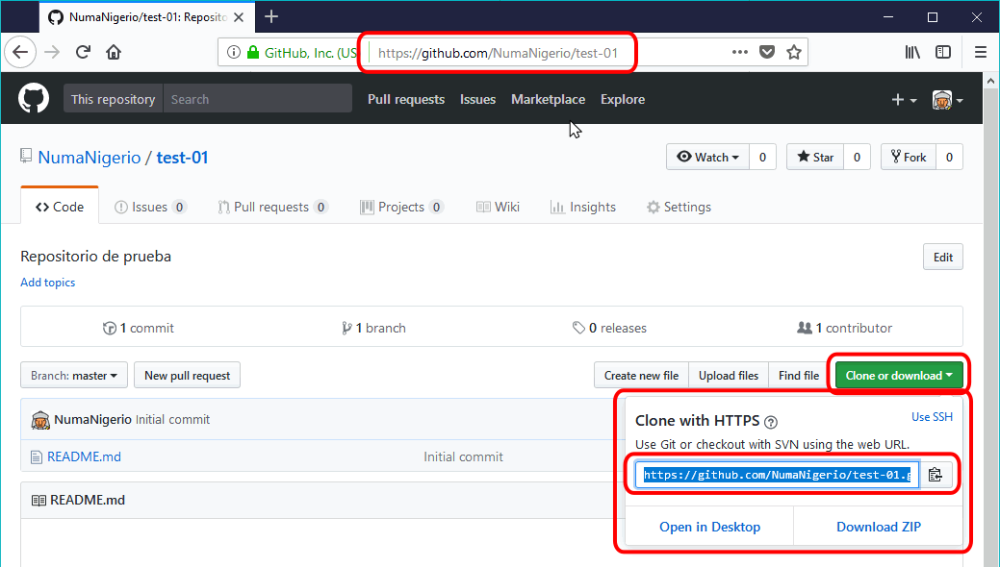 NumaNigerio/test-01: Reposito
GitHub, Inc. (US https://github.com/NumaNigerio/test-01
This repository Search Pull requests Issues Marketplace Explore
NumaNigerio / test-01 Watch 0 Star 0 Fork 0
Code Issues 0 Pull requests 0 Projects 0 Wiki Insights Settings
Repositorio de prueba Edit
Add topics
1 commit 1 branch 0 releases 1 contributor
Branch: master New pull request Create new file Upload files Find file Clone or download
NumaNigerio Initial commit
README.md Initial commit
README.md
Clone with HTTPS Use SSH
Use Git or checkout with SVN using the web URL.
https://github.com/NumaNigerio/test-01.g
Open in Desktop Download ZIP